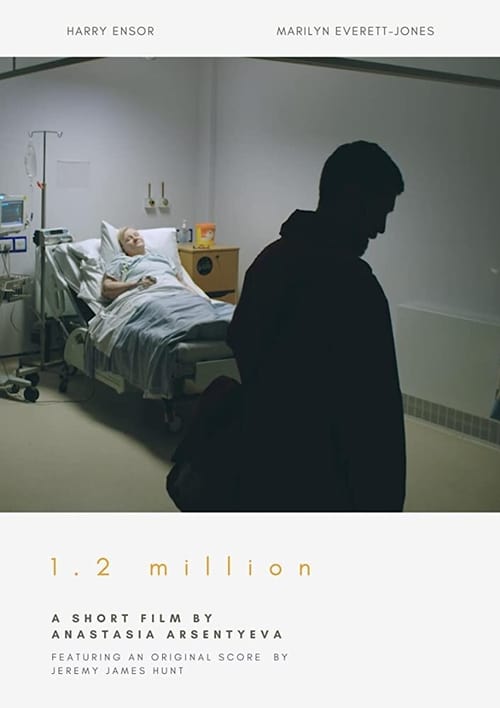 HARRY ENSOR
MARILYN EVERETT-JONES
1.2 million
A SHORT FILM BY
ANASTASIA ARSENTYEVA
FEATURING AN ORIGINAL SCORE BY
JEREMY JAMES HUNT